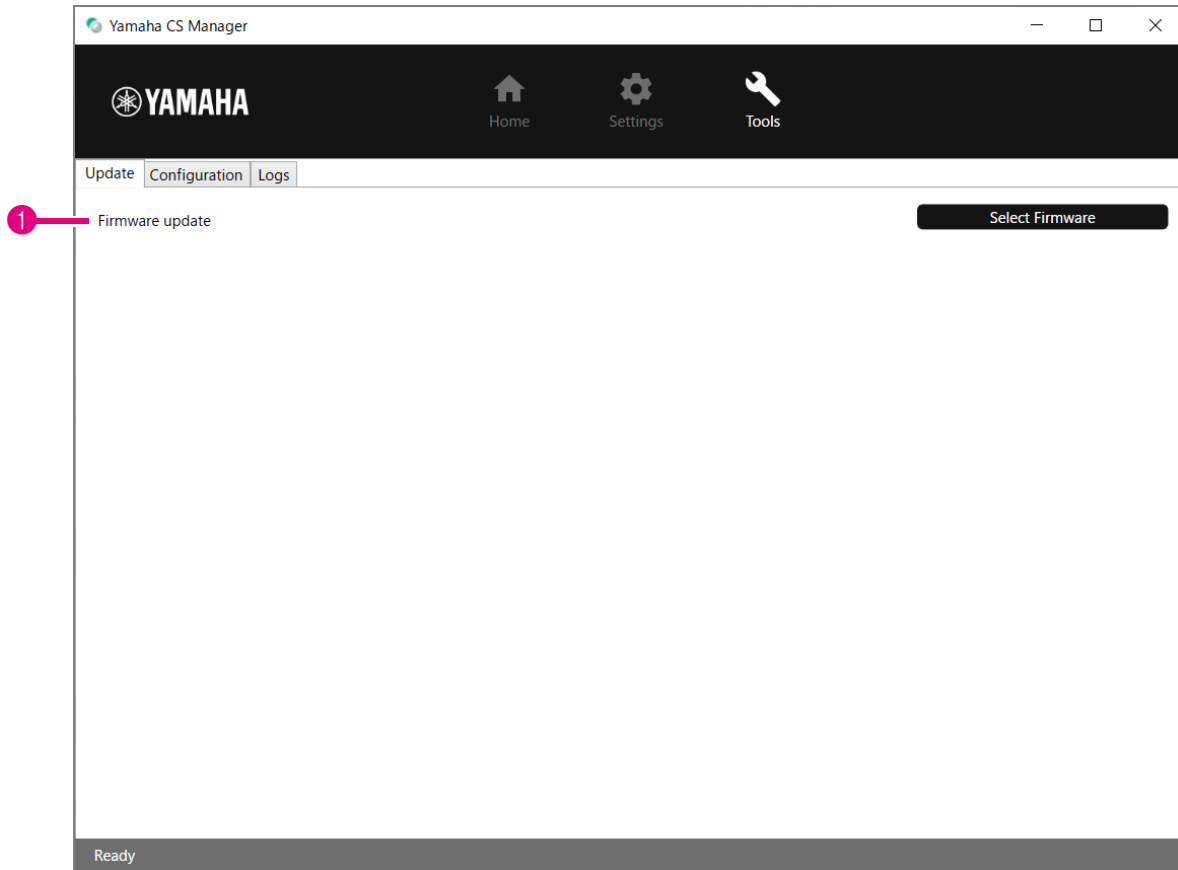 Yamaha CS Manager
YAMAHA
Home Settings Tools
Update Configuration Logs
1 Firmware update Select Firmware
Ready